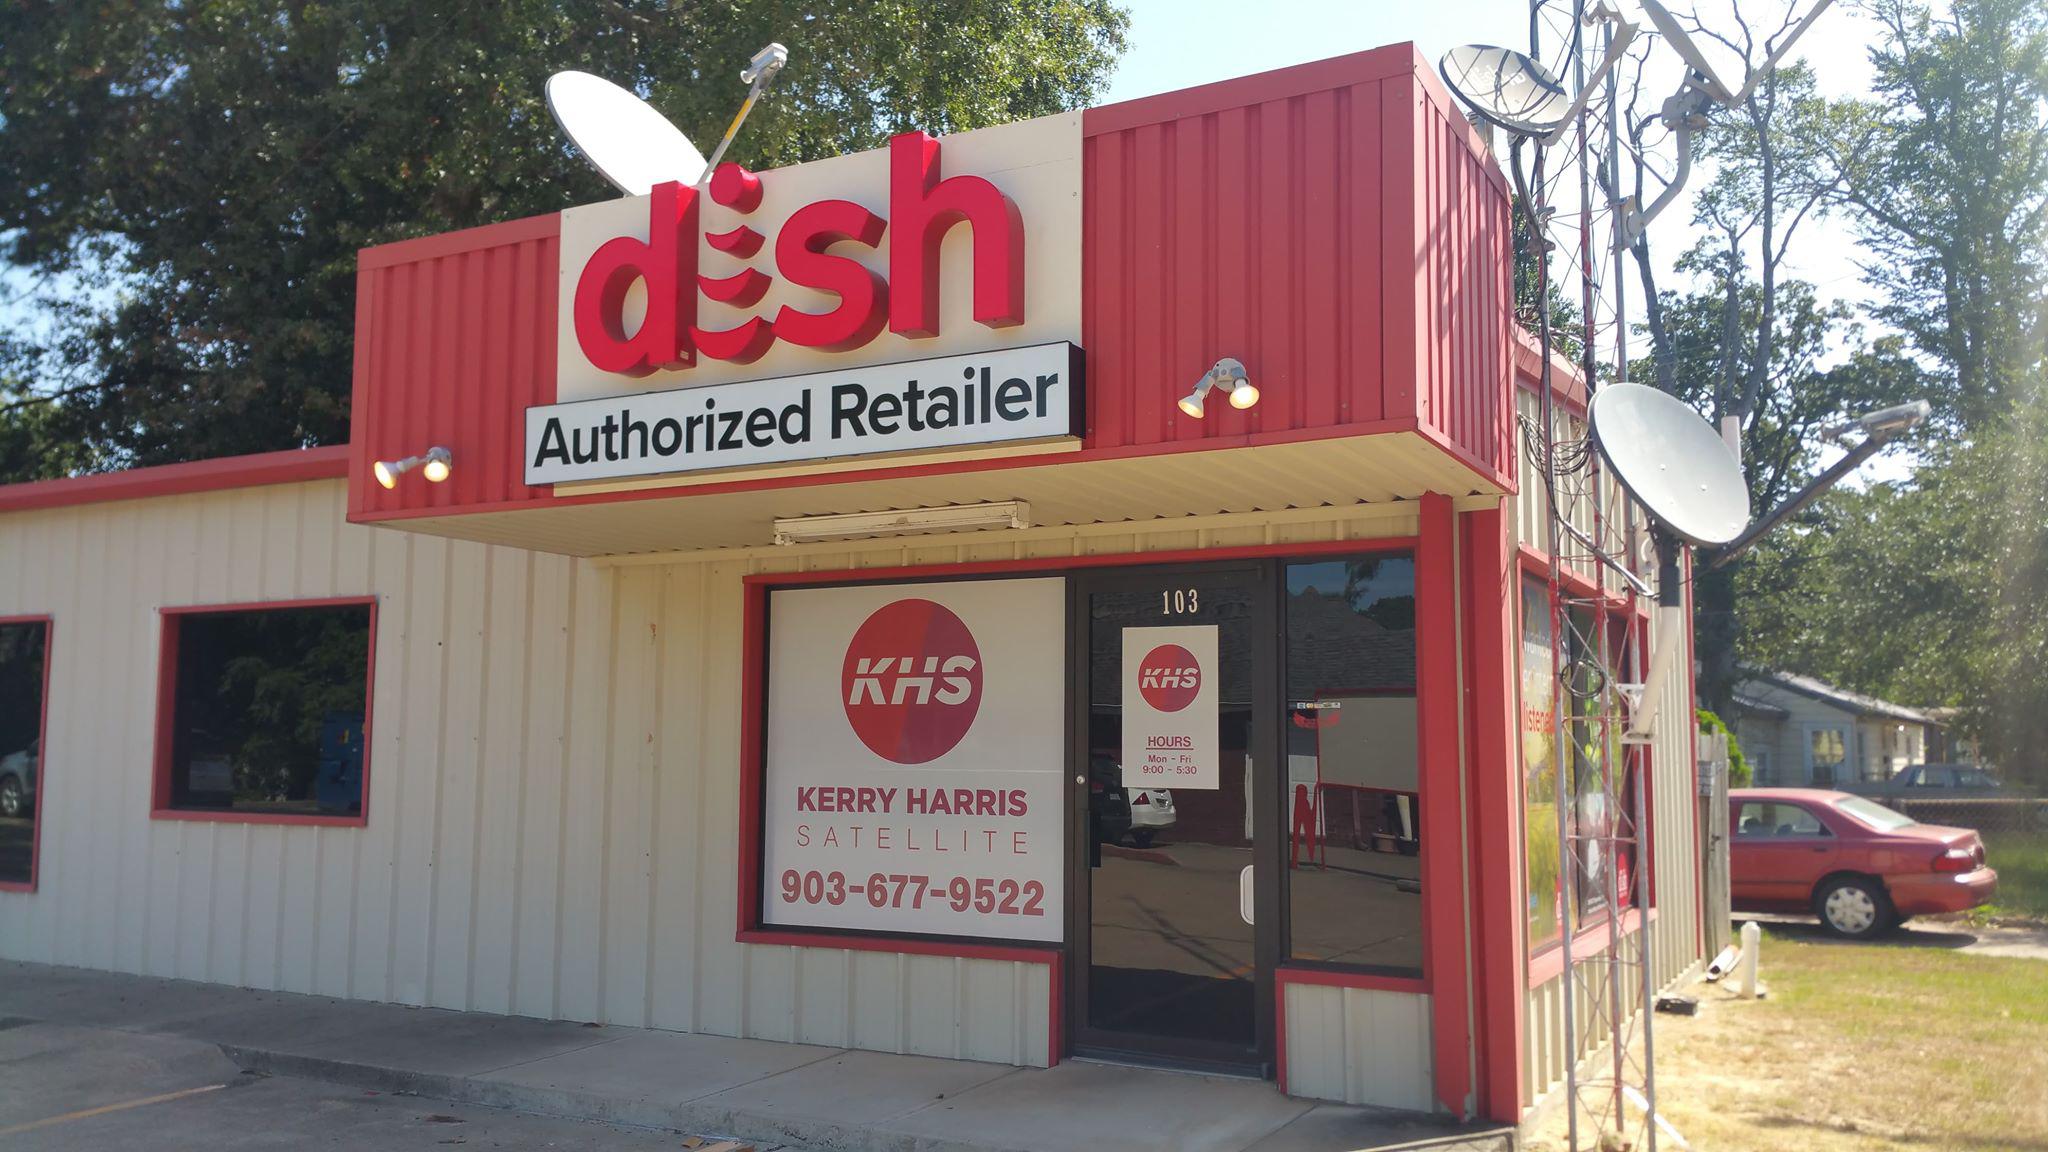 dish
Authorized Retailer
103
KHS
KERRY HARRIS
SATELLITE
903-677-9522
KHS
HOURS
Mon - Fri
9:00 - 5:30